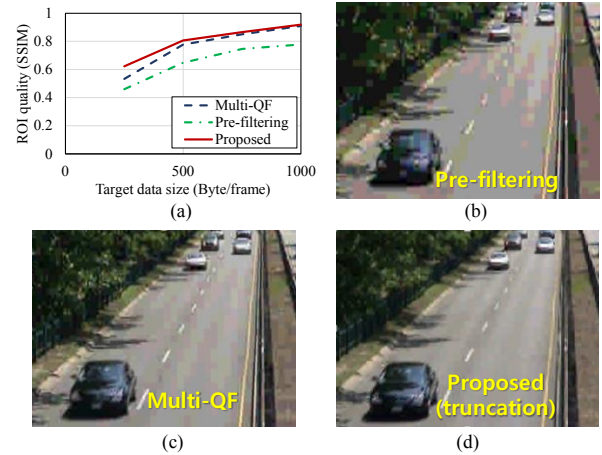 ROI quality (SSIM)
1
0.8
0.6
0.4
0.2
0
Multi-QF
Pre-filtering
Proposed
0
500
1000
Target data size (Byte/frame)
(a)
Pre-filtering
(b)
Multi-QF
(c)
Proposed
(truncation)
(d)